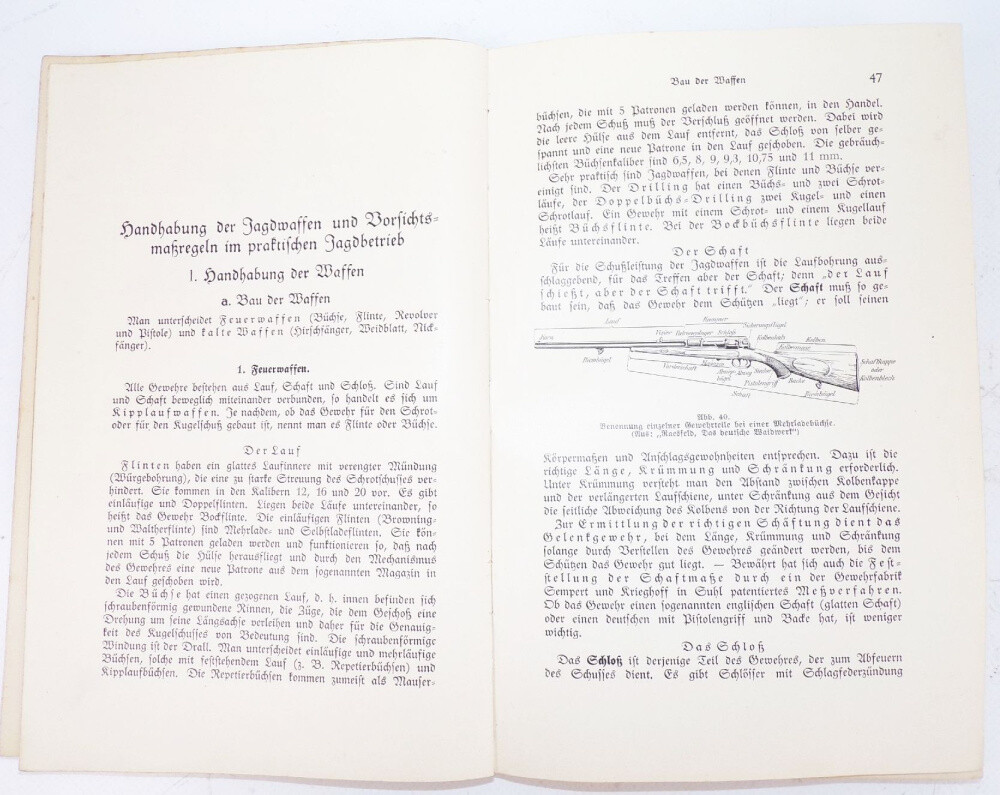 Handhabung der Jagdwaffen und Vorsichts-
maßregeln im praktischen Jagdbetrieb
1. Handhabung der Waffen
a. Bau der Waffen
Man unterscheidet Feuerwaffen (Büchse, Flinte, Revolver
und Pistole) und kalte Waffen (Hirschfänger, Weidblatt, Nick-
fänger).
1. Feuerwaffen.
Alle Gewehre bestehen aus Lauf, Schaft und Schloß. Sind Lauf
und Schaft beweglich miteinander verbunden, so handelt es sich um
Kipplaufwaffen. Je nachdem, ob das Gewehr für den Schrot-
oder für den Kugelschuß gebaut ist, nennt man es Flinte oder Büchse.
Der Lauf
Flinten haben ein glattes Laufinnere mit verengter Mündung
(Würgebohrung), die eine zu starke Streuung des Schrotschusses ver-
hindert. Sie kommen in den Kalibern 12, 16 und 20 vor. Es gibt
einläufige und Doppelflinten. Liegen beide Läufe untereinander, so
heißt das Gewehr Bockflinte. Die einläufigen Flinten (Browning-
und Waltherflinte) sind Mehrlade- und Selbstladeflinten. Sie kön-
nen mit 5 Patronen geladen werden und funktionieren so, daß nach
jedem Schuß die Hülse herausfliegt und durch den Mechanismus
des Gewehres eine neue Patrone aus dem sogenannten Magazin in
den Lauf geschoben wird.
Die Büchse hat einen gezogenen Lauf, d. h. innen befinden sich
schraubenförmig gewundene Rinnen, die Züge, die dem Geschoß eine
Drehung um seine Längsachse verleihen und daher für die Genauig-
keit des Kugelschusses von Bedeutung sind. Die schraubenförmige
Windung ist der Drall. Man unterscheidet einläufige und mehrläufige
Büchsen, solche mit feststehendem Lauf (z. B. Repetierbüchsen) und
Kipplaufbüchsen. Die Repetierbüchsen kommen zumeist als Mauser-
Bau der Waffen 47
büchsen, die mit 5 Patronen geladen werden können, in den Handel.
Nach jedem Schuß muß der Verschluß geöffnet werden. Dabei wird
die leere Hülse aus dem Lauf entfernt, das Schloß von selber ge-
spannt und eine neue Patrone in den Lauf geschoben. Die gebräuch-
lichsten Büchsenkaliber sind 6,5, 8, 9, 9,3, 10,75 und 11 mm.
Sehr praktisch sind Jagdwaffen, bei denen Flinte und Büchse ver-
einigt sind. Der Drilling hat einen Büchs- und zwei Schrot-
läufe, der Doppelbüchs-Drilling zwei Kugel- und einen
Schrotlauf. Ein Gewehr mit einem Schrot- und einem Kugellauf
heißt Büchsflinte. Bei der Bockbüchsflinte liegen beide
Läufe untereinander.
Der Schaft
Für die Schußleistung der Jagdwaffen ist die Laufbohrung aus-
schlaggebend, für das Treffen aber der Schaft; denn „der Lauf
schießt, aber der Schaft trifft.“ Der Schaft muß so ge-
baut sein, daß das Gewehr dem Schützen „liegt“; er soll seinen
Lauf
Kammer
Sicherungsflügel
Visier
Patronenlager
Schloß
Kolbenhals
Kolben
Korn
Kolbennase
Schaftkappe
oder
Kolbenblech
Riembügel
Vorderschaft
Abzug
Stecher
Backe
Pistolengriff
Riembügel
Schaft
Abb. 40.
Benennung einzelner Gewehrteile bei einer Mehrladebüchse.
(Aus: „Raesfeld, Das deutsche Waidwerk“)
Körpermaßen und Anschlagsgewohnheiten entsprechen. Dazu ist die
richtige Länge, Krümmung und Schränkung erforderlich.
Unter Krümmung versteht man den Abstand zwischen Kolbenkappe
und der verlängerten Laufschiene, unter Schränkung aus dem Gesicht
die seitliche Abweichung des Kolbens von der Richtung der Laufschiene.
Zur Ermittlung der richtigen Schäftung dient das
Gelenkgewehr, bei dem Länge, Krümmung und Schränkung
solange durch Verstellen des Gewehres geändert werden, bis dem
Schützen das Gewehr gut liegt. — Bewährt hat sich auch die Fest-
stellung der Schaftmaße durch ein der Gewehrfabrik
Sempert und Krieghoff in Suhl patentiertes Meßverfahren.
Ob das Gewehr einen sogenannten englischen Schaft (glatten Schaft)
oder einen deutschen mit Pistolengriff und Backe hat, ist weniger
wichtig.
Das Schloß
Das Schloß ist derjenige Teil des Gewehres, der zum Abfeuern
des Schusses dient. Es gibt Schlösser mit Schlagfederzündung